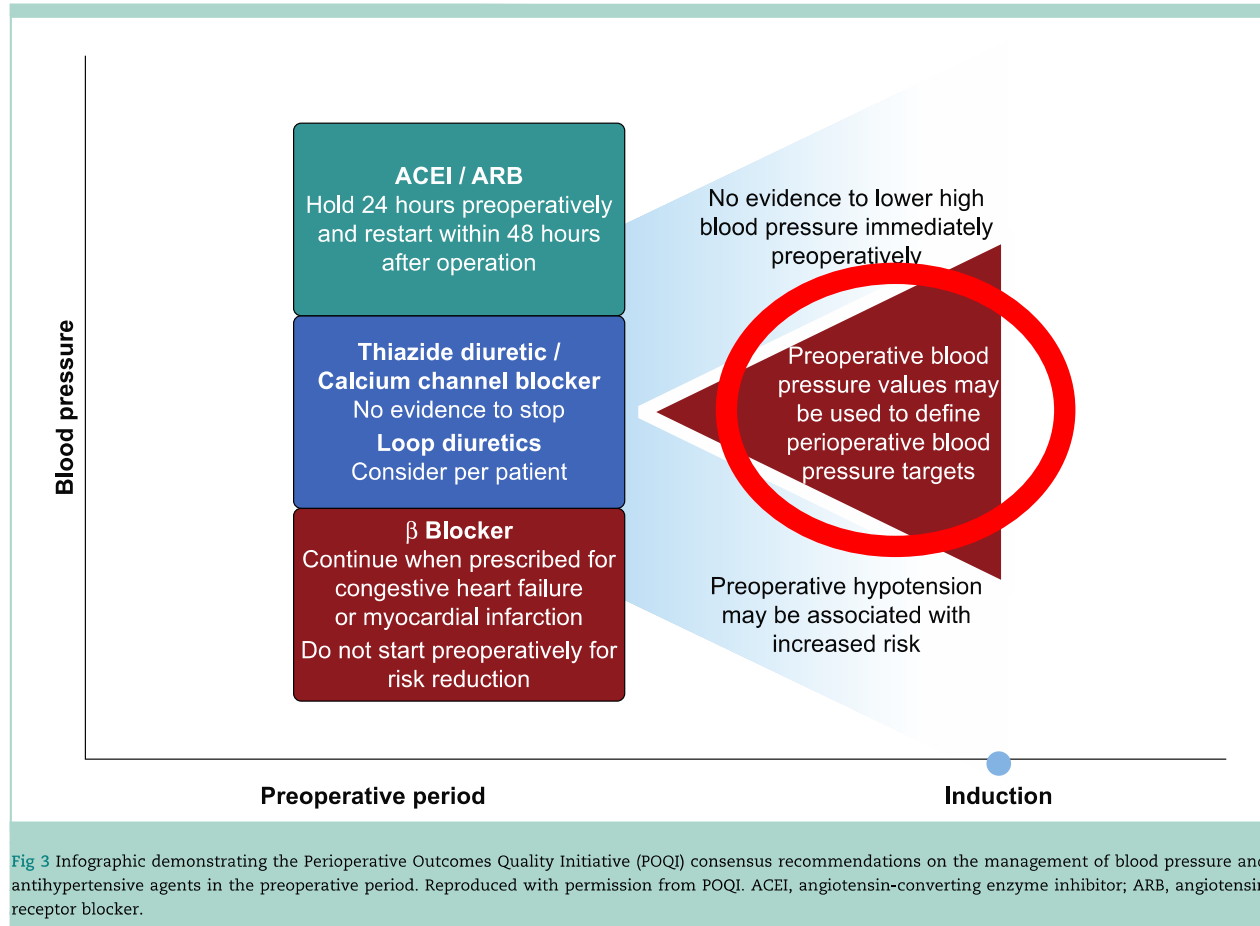 Blood pressure
ACEI / ARB
Hold 24 hours preoperatively
and restart within 48 hours
after operation
Thiazide diuretic /
Calcium channel blocker
No evidence to stop
Loop diuretics
Consider per patient
β Blocker
Continue when prescribed for
congestive heart failure
or myocardial infarction
Do not start preoperatively for
risk reduction
No evidence to lower high
blood pressure immediately
preoperatively
Preoperative blood
pressure values may
be used to define
perioperative blood
pressure targets
Preoperative hypotension
may be associated with
increased risk
Preoperative period
Induction
Fig 3 Infographic demonstrating the Perioperative Outcomes Quality Initiative (POQI) consensus recommendations on the management of blood pressure and
antihypertensive agents in the preoperative period. Reproduced with permission from POQI. ACEI, angiotensin-converting enzyme inhibitor; ARB, angiotensin
receptor blocker.